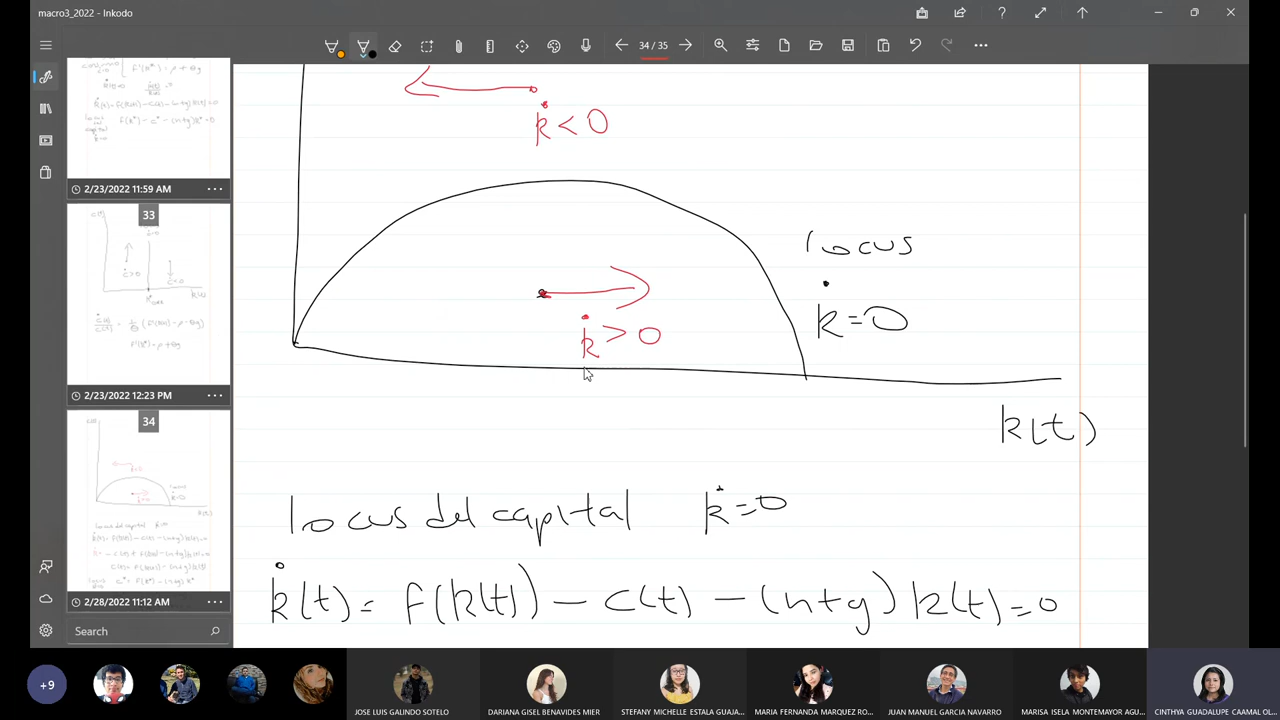 macro3_2022 - Inkodo
34 / 35
2/23/2022 11:59 AM
33
2/23/2022 12:23 PM
34
2/28/2022 11:12 AM
Search
k̇ < 0
locus
k̇ = 0
k̇ > 0
k(t)
locus del capital k̇ = 0
k̇(t) = f(k(t)) - c(t) - (n+g) k(t) = 0
+9
JOSE LUIS GALINDO SOTELO
DARIANA GISEL BENAVIDES MIER
STEFANY MICHELLE ESTALA GUAJA...
MARIA FERNANDA MARQUEZ RO...
JUAN MANUEL GARCIA NAVARRO
MARISA ISELA MONTEMAYOR AGU...
CINTHYA GUADALUPE CAAMAL OL...